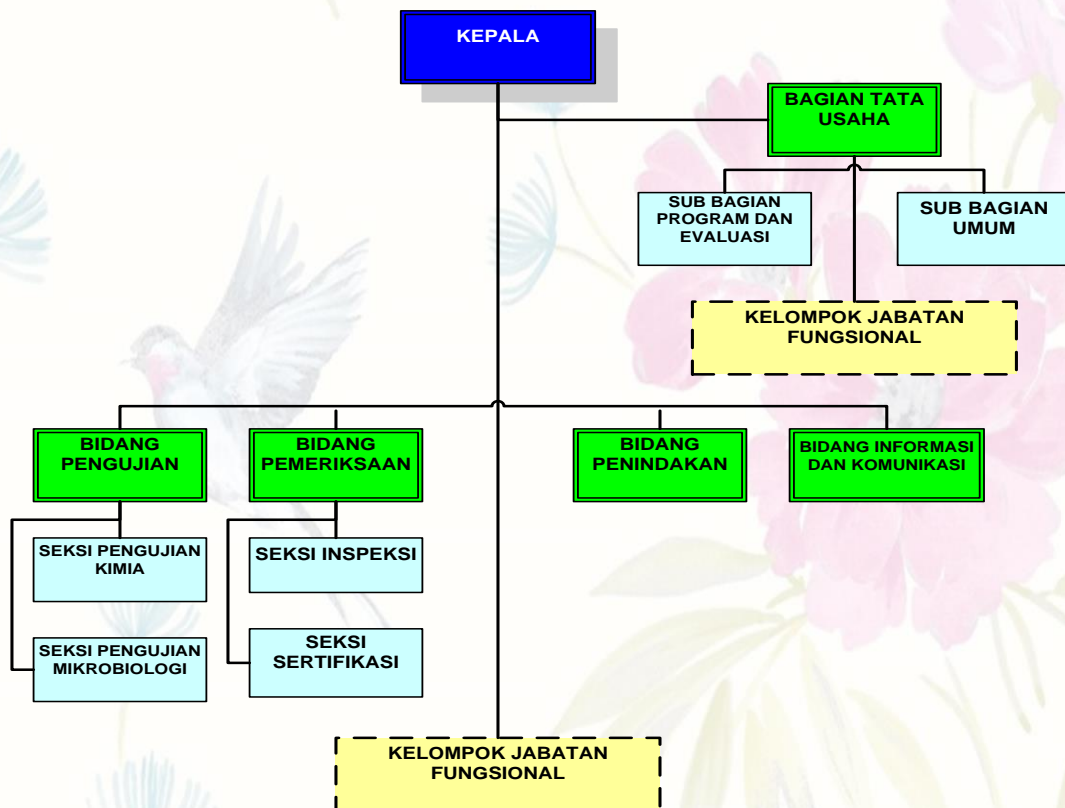 KEPALA
BAGIAN TATA
USAHA
SUB BAGIAN
PROGRAM DAN
EVALUASI
SUB BAGIAN
UMUM
KELOMPOK JABATAN
FUNGSIONAL
BIDANG
PENGUJIAN
BIDANG
PEMERIKSAAN
BIDANG
PENINDAKAN
BIDANG INFORMASI
DAN KOMUNIKASI
SEKSI PENGUJIAN
KIMIA
SEKSI INSPEKSI
SEKSI PENGUJIAN
MIKROBIOLOGI
SEKSI
SERTIFIKASI
KELOMPOK JABATAN
FUNGSIONAL